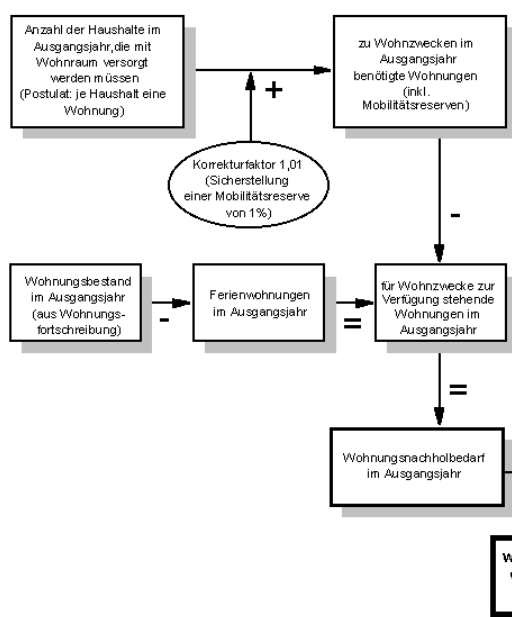 Anzahl der Haushalte im
Ausgangsjahr,die mit
Wohnraum versorgt
werden müssen
(Postulat: je Haushalt eine
Wohnung)
+
zu Wohnzwecken im
Ausgangsjahr
benötigte Wohnungen
(inkl.
Mobilitätsreserven)
Korrekturfaktor 1,01
(Sicherstellung
einer Mobilitätsreserve
von 1%)
-
Wohnungsbestand
im Ausgangsjahr
(aus Wohnungs-
fortschreibung)
-
Ferienwohnungen
im Ausgangsjahr
=
für Wohnzwecke zur
Verfügung stehende
Wohnungen im
Ausgangsjahr
=
Wohnungsnachholbedarf
im Ausgangsjahr